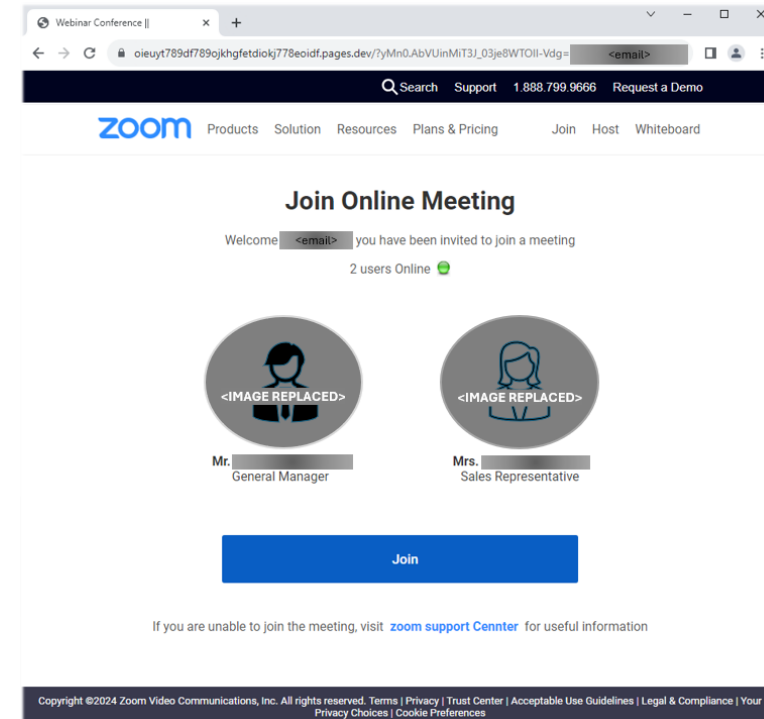 Webinar Conference ||
oieuyt789df789ojkhgfetdiokj778eoidf.pages.dev/?yMn0.AbVUinMiT3J_03je8WTOII-Vdg= <email>
Search Support 1.888.799.9666 Request a Demo
zoom Products Solution Resources Plans & Pricing Join Host Whiteboard
Join Online Meeting
Welcome <email> you have been invited to join a meeting
2 users Online
<IMAGE REPLACED> <IMAGE REPLACED>
Mr. Mrs.
General Manager Sales Representative
Join
If you are unable to join the meeting, visit zoom support Cennter for useful information
Copyright ©2024 Zoom Video Communications, Inc. All rights reserved. Terms | Privacy | Trust Center | Acceptable Use Guidelines | Legal & Compliance | Your
Privacy Choices | Cookie Preferences